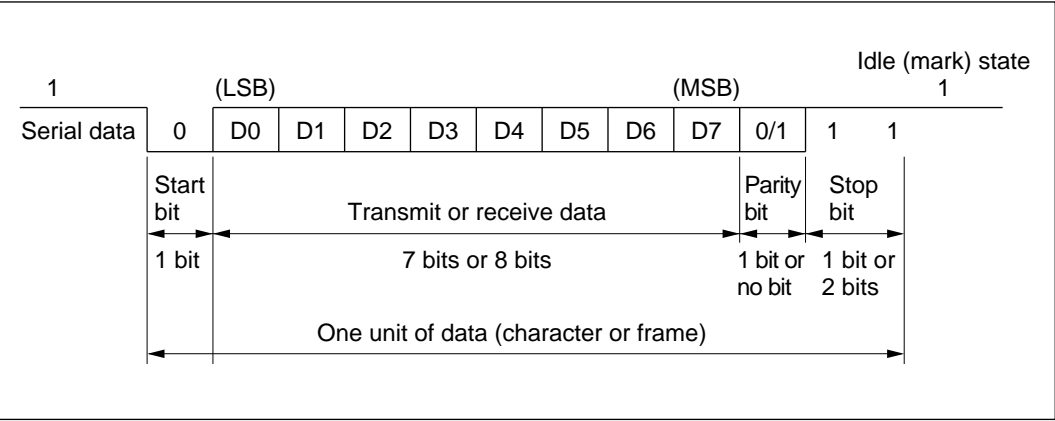 Idle (mark) state
1 (LSB) (MSB) 1
Serial data 0 D0 D1 D2 D3 D4 D5 D6 D7 0/1 1 1
Start bit
Transmit or receive data
Parity bit
Stop bit
1 bit
7 bits or 8 bits
1 bit or no bit
1 bit or 2 bits
One unit of data (character or frame)